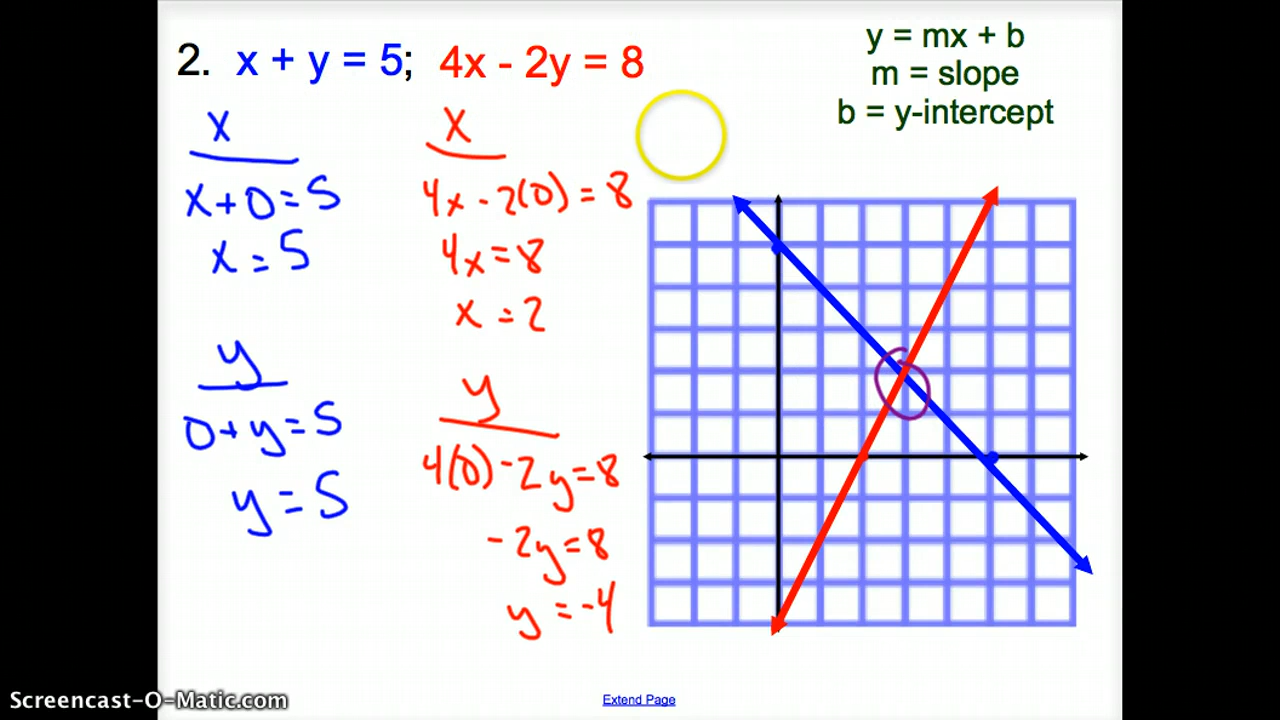 2. x + y = 5; 4x - 2y = 8
y = mx + b
m = slope
b = y-intercept
x
x+0=5
x=5
y
0+y=5
y=5
x
4x-2(0)=8
4x=8
x=2
y
4(0)-2y=8
-2y=8
y=-4
Extend Page
Screencast-O-Matic.com